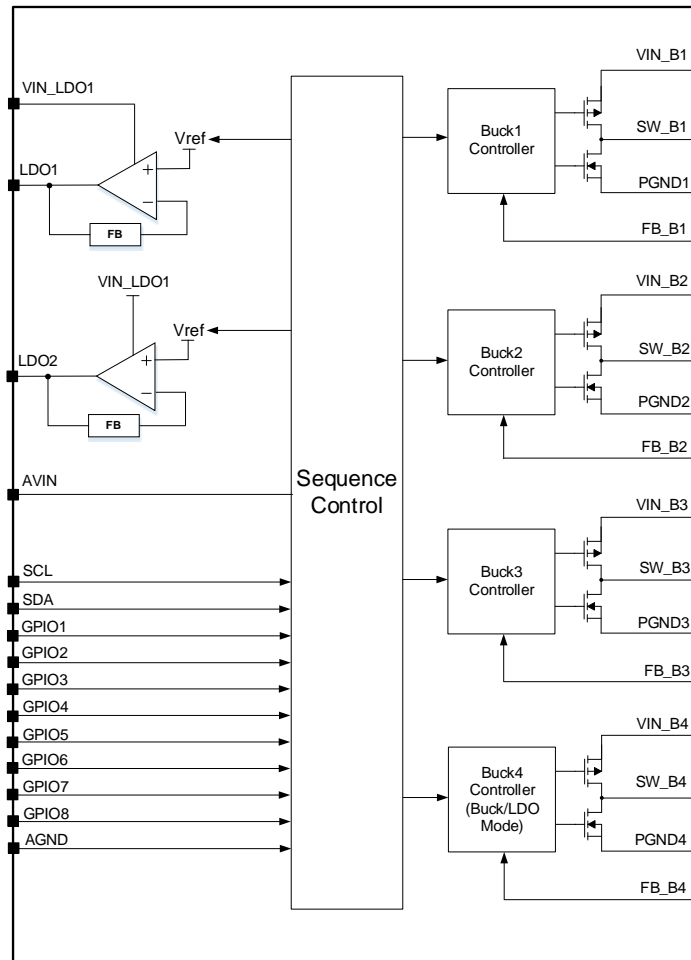 VIN_LDO1
LDO1
Vref
+
−
FB
VIN_LDO1
LDO2
Vref
+
−
FB
AVIN
SCL
SDA
GPIO1
GPIO2
GPIO3
GPIO4
GPIO5
GPIO6
GPIO7
GPIO8
AGND
Sequence
Control
Buck1
Controller
VIN_B1
SW_B1
PGND1
FB_B1
Buck2
Controller
VIN_B2
SW_B2
PGND2
FB_B2
Buck3
Controller
VIN_B3
SW_B3
PGND3
FB_B3
Buck4
Controller
(Buck/LDO
Mode)
VIN_B4
SW_B4
PGND4
FB_B4